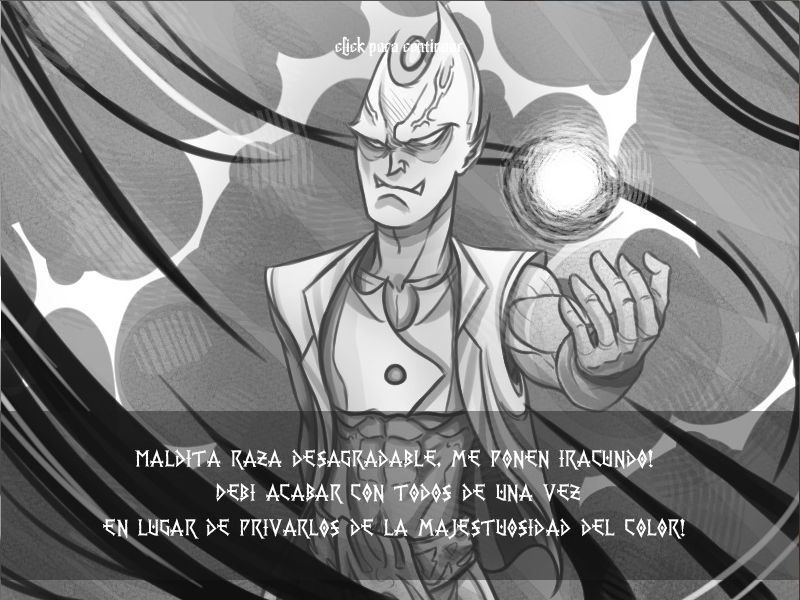 click para continuar
MALDITA RAZA DESAGRADABLE, ME PONEN IRACUNDO!
DEBI ACABAR CON TODOS DE UNA VEZ
EN LUGAR DE PRIVARLOS DE LA MAJESTUOSIDAD DEL COLOR!